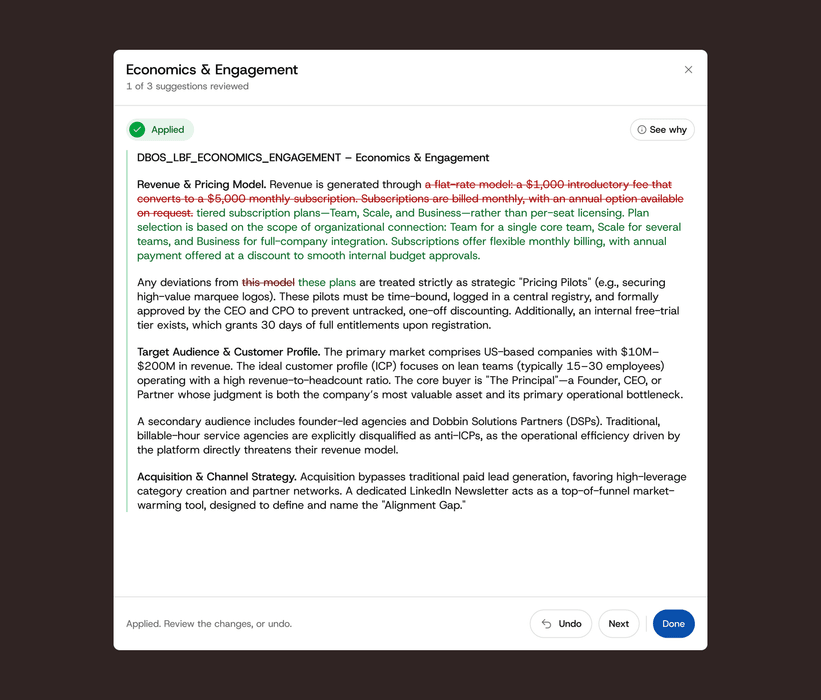 Economics & Engagement
1 of 3 suggestions reviewed
Applied
See why
DBOS_LBF_ECONOMICS_ENGAGEMENT – Economics & Engagement
Revenue & Pricing Model. Revenue is generated through a flat-rate model: a $1,000 introductory fee that
converts to a $5,000 monthly subscription. Subscriptions are billed monthly, with an annual option available
on request. tiered subscription plans—Team, Scale, and Business—rather than per-seat licensing. Plan
selection is based on the scope of organizational connection: Team for a single core team, Scale for several
teams, and Business for full-company integration. Subscriptions offer flexible monthly billing, with annual
payment offered at a discount to smooth internal budget approvals.
Any deviations from this model these plans are treated strictly as strategic "Pricing Pilots" (e.g., securing
high-value marquee logos). These pilots must be time-bound, logged in a central registry, and formally
approved by the CEO and CPO to prevent untracked, one-off discounting. Additionally, an internal free-trial
tier exists, which grants 30 days of full entitlements upon registration.
Target Audience & Customer Profile. The primary market comprises US-based companies with $10M–
$200M in revenue. The ideal customer profile (ICP) focuses on lean teams (typically 15–30 employees)
operating with a high revenue-to-headcount ratio. The core buyer is "The Principal"—a Founder, CEO, or
Partner whose judgment is both the company's most valuable asset and its primary operational bottleneck.
A secondary audience includes founder-led agencies and Dobbin Solutions Partners (DSPs). Traditional,
billable-hour service agencies are explicitly disqualified as anti-ICPs, as the operational efficiency driven by
the platform directly threatens their revenue model.
Acquisition & Channel Strategy. Acquisition bypasses traditional paid lead generation, favoring high-leverage
category creation and partner networks. A dedicated LinkedIn Newsletter acts as a top-of-funnel market-
warming tool, designed to define and name the "Alignment Gap."
Applied. Review the changes, or undo.
Undo
Next
Done